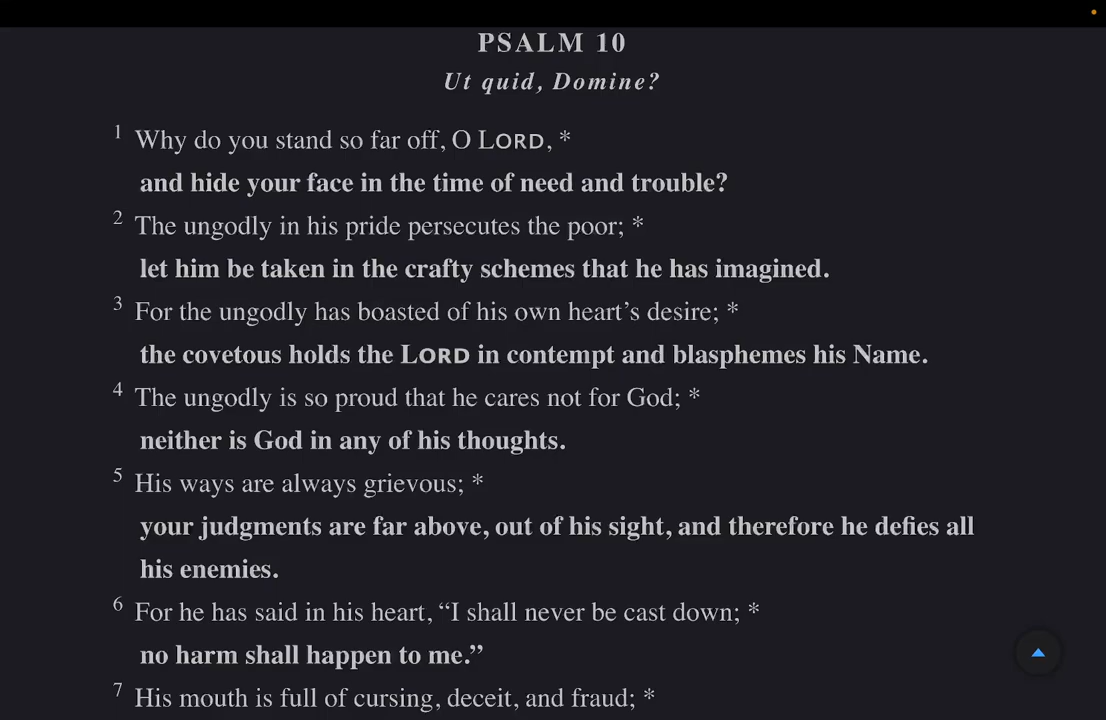 PSALM 10
Ut quid, Domine?
1 Why do you stand so far off, O LORD, *
and hide your face in the time of need and trouble?
2 The ungodly in his pride persecutes the poor; *
let him be taken in the crafty schemes that he has imagined.
3 For the ungodly has boasted of his own heart’s desire; *
the covetous holds the LORD in contempt and blasphemes his Name.
4 The ungodly is so proud that he cares not for God; *
neither is God in any of his thoughts.
5 His ways are always grievous; *
your judgments are far above, out of his sight, and therefore he defies all
his enemies.
6 For he has said in his heart, “I shall never be cast down; *
no harm shall happen to me.”
7 His mouth is full of cursing, deceit, and fraud; *